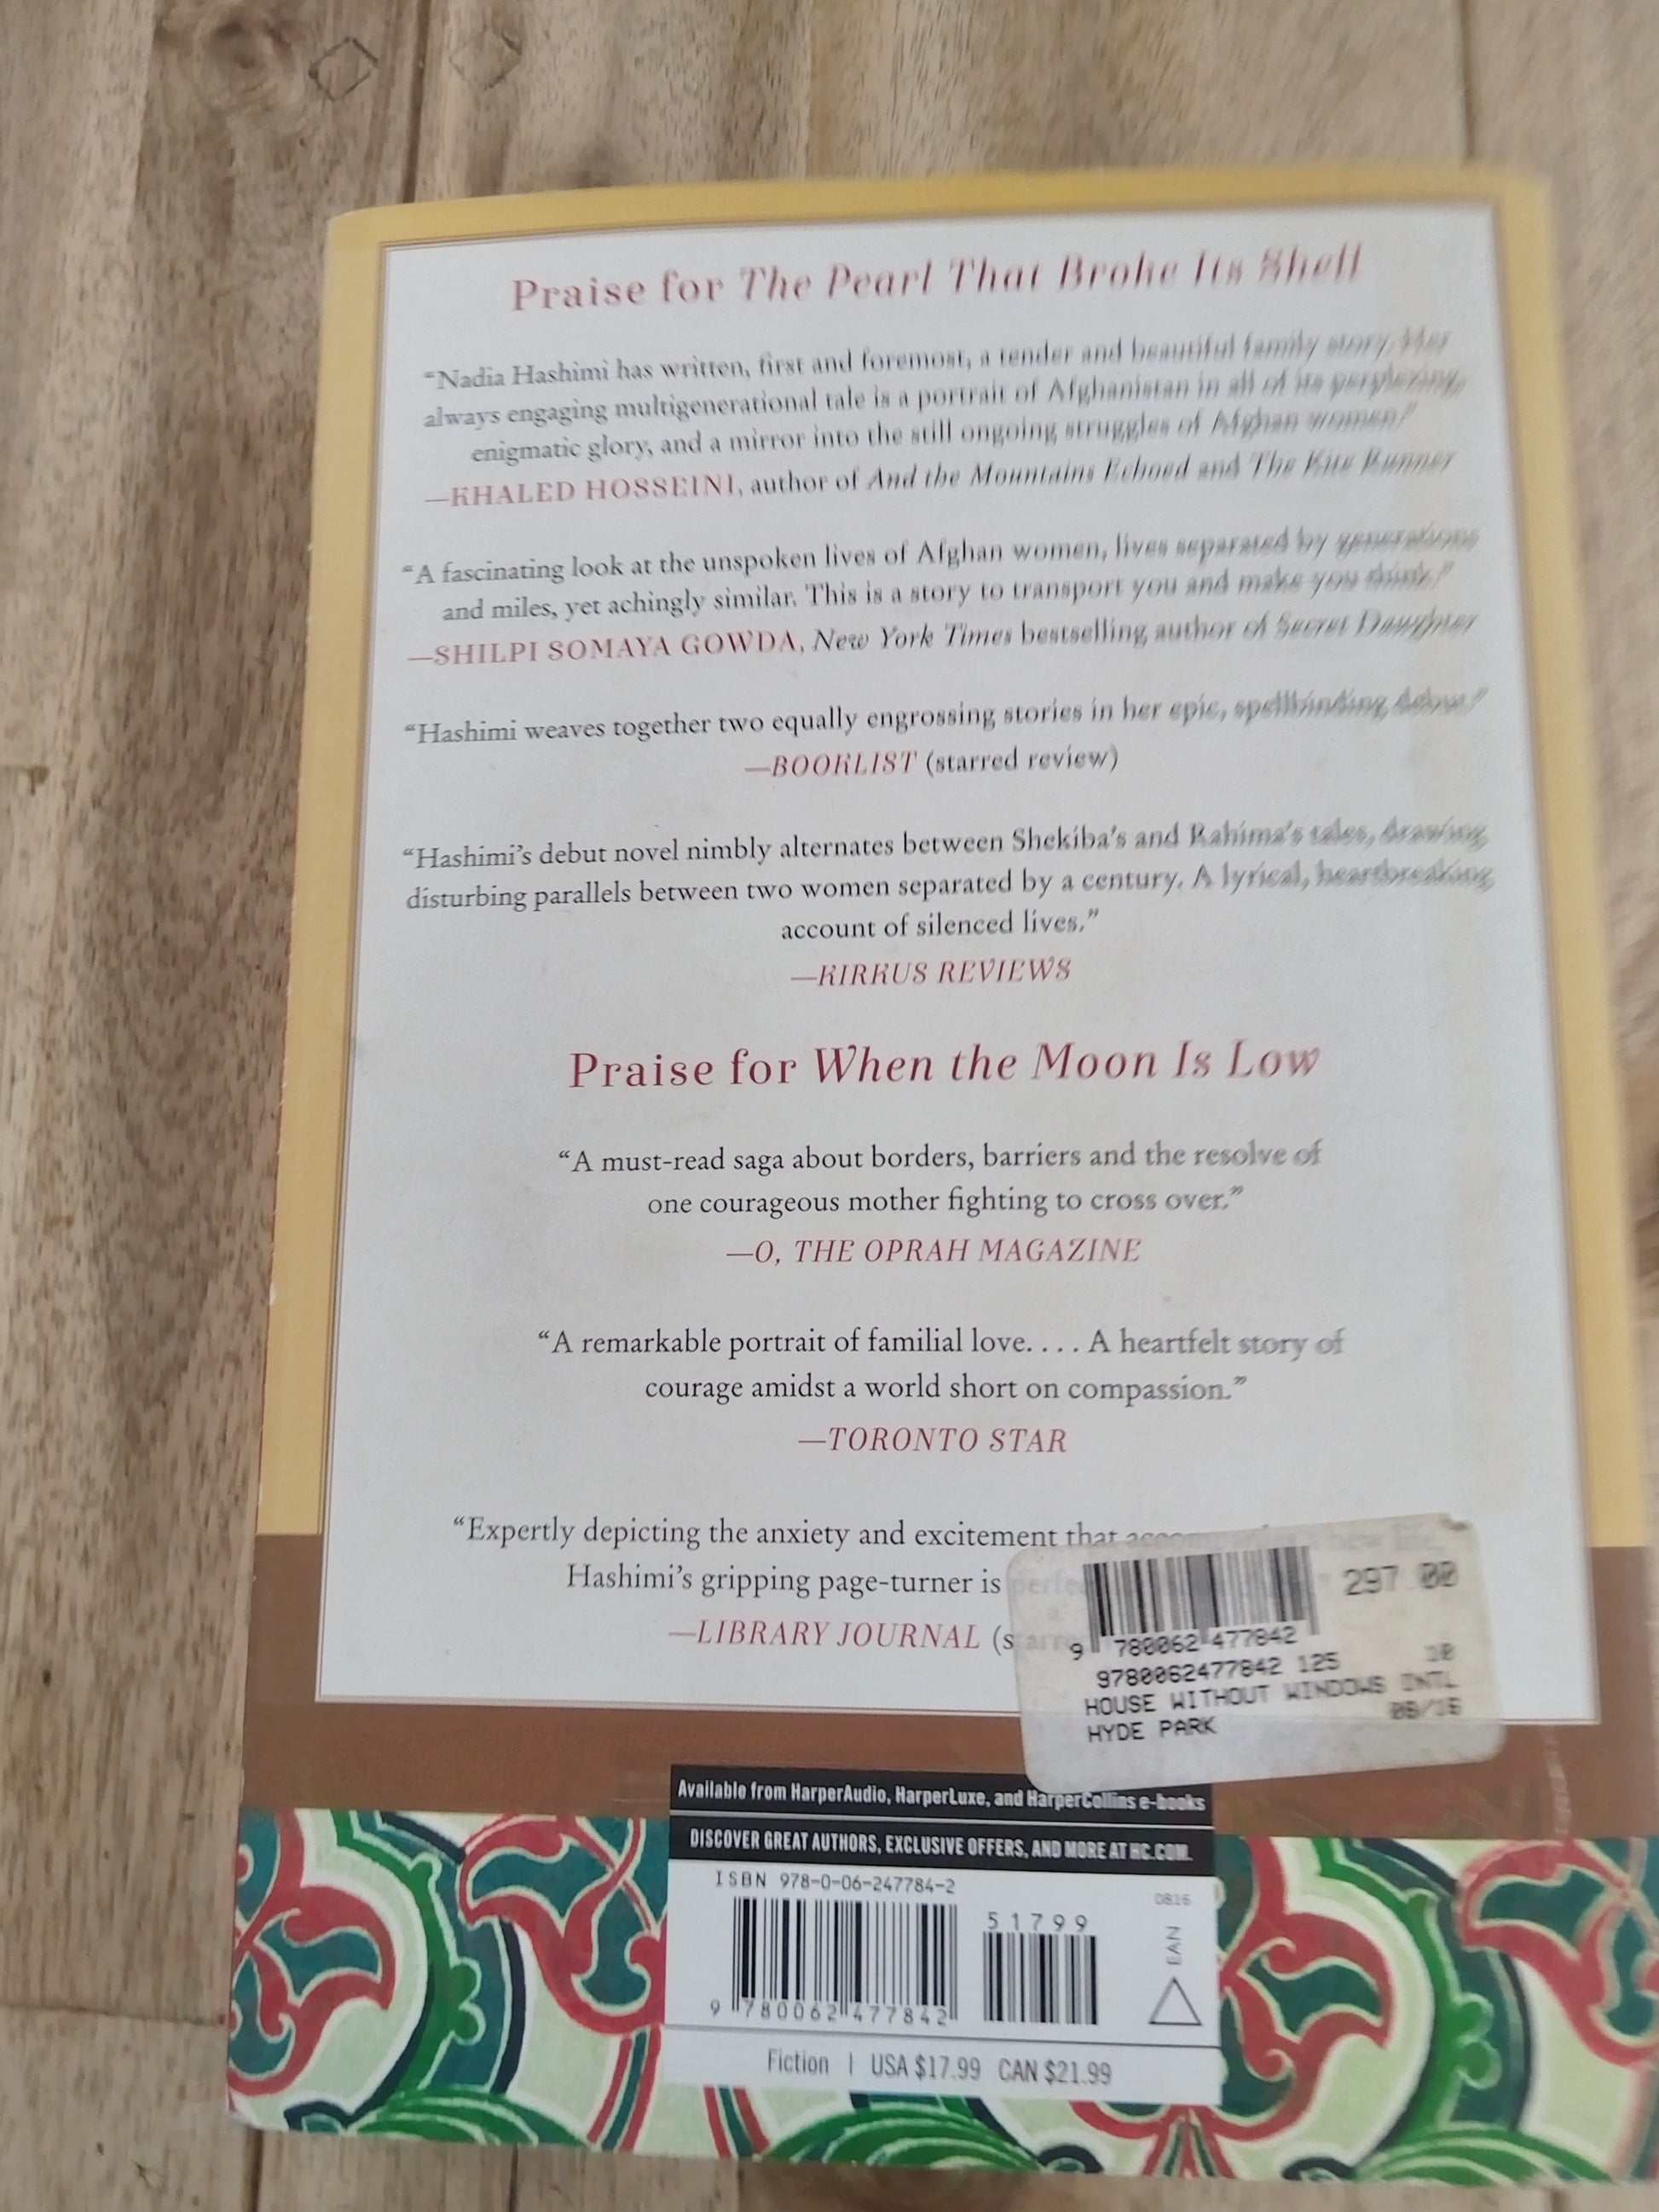 Praise for The Pearl That Broke Its Shell
“Nadia Hashimi has written, first and foremost, a tender and beautiful family story. Her
always engaging multigenerational tale is a portrait of Afghanistan in all of its perplexing,
enigmatic glory, and a mirror into the still ongoing struggles of Afghan women.”
—KHALED HOSSEINI, author of And the Mountains Echoed and The Kite Runner
“A fascinating look at the unspoken lives of Afghan women, lives separated by generations
and miles, yet achingly similar. This is a story to transport you and make you think.”
—SHILPI SOMAYA GOWDA, New York Times bestselling author of Secret Daughter
“Hashimi weaves together two equally engrossing stories in her epic, spellbinding debut.”
—BOOKLIST (starred review)
“Hashimi’s debut novel nimbly alternates between Shekiba’s and Rahima’s tales, drawing
disturbing parallels between two women separated by a century. A lyrical, heartbreaking
account of silenced lives.”
—KIRKUS REVIEWS
Praise for When the Moon Is Low
“A must-read saga about borders, barriers and the resolve of
one courageous mother fighting to cross over.”
—O, THE OPRAH MAGAZINE
“A remarkable portrait of familial love. . . . A heartfelt story of
courage amidst a world short on compassion.”
—TORONTO STAR
“Expertly depicting the anxiety and excitement that
Hashimi’s gripping page-turner is
—LIBRARY JOURNAL
297.00
9 780062 477842
9780062477842 125 10
HOUSE WITHOUT WINDOWS INTL
HYDE PARK
Available from HarperAudio, HarperLuxe, and HarperCollins e-books
DISCOVER GREAT AUTHORS, EXCLUSIVE OFFERS, AND MORE AT HC.COM.
ISBN 978-0-06-247784-2
0816
51799
EAN
9 780062 477842
Fiction | USA $17.99 CAN $21.99